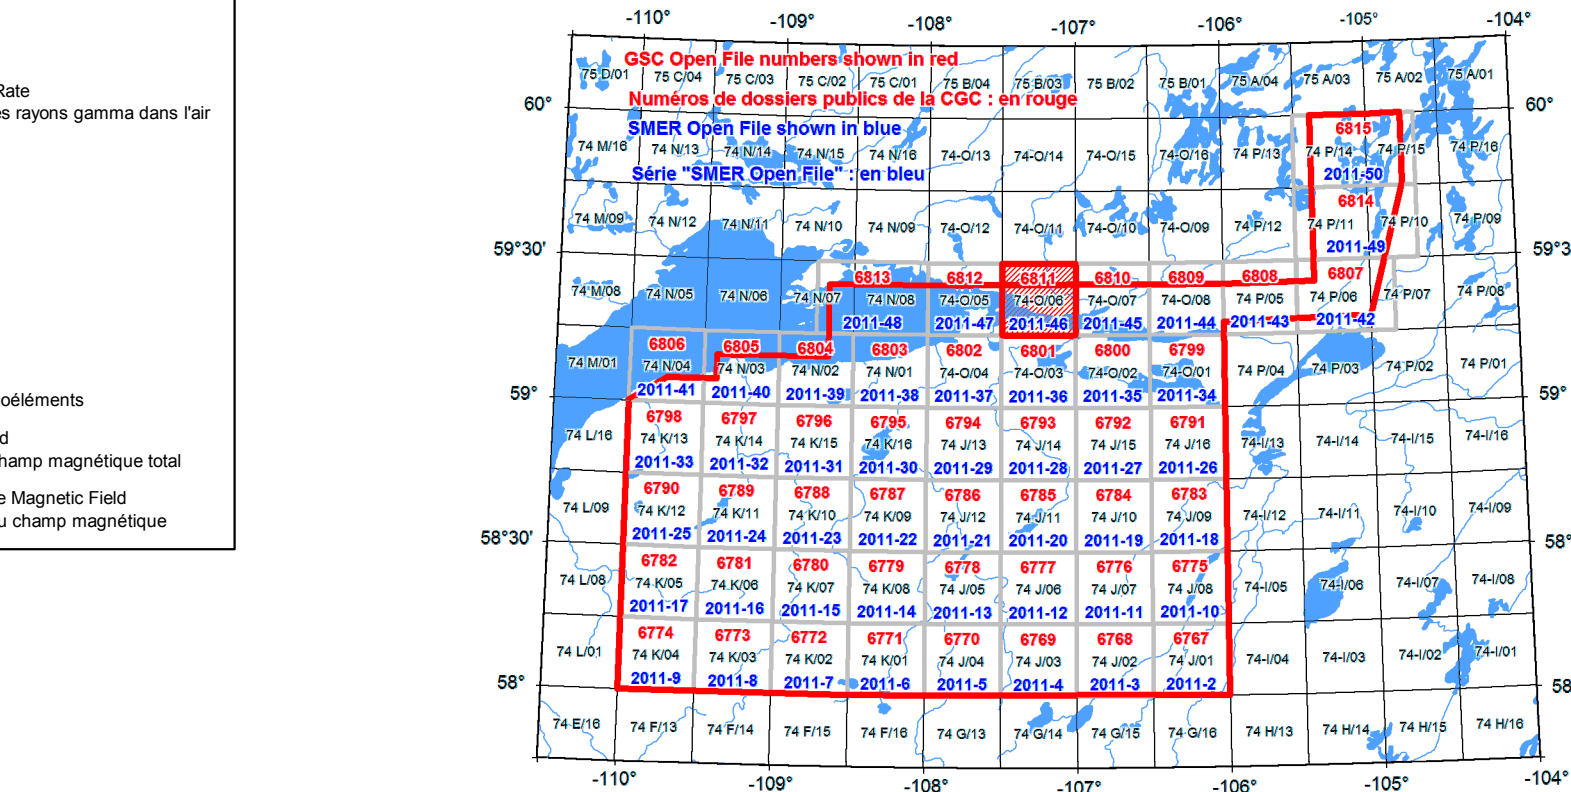 Rate
es rayons gamma dans l'air
oéléments
d
hamp magnétique total
e Magnetic Field
u champ magnétique
-110° -109° -108° -107° -106° -105° -104°
GSC Open File numbers shown in red
75 D/01 75 C/04 75 C/03 75 C/02 75 C/01 75 B/04 75 B/03 75 B/02 75 B/01 75 A/04 75 A/03 75 A/02 75 A/01
Numéros de dossiers publics de la CGC : en rouge
60° 60°
SMER Open File shown in blue
6815
74 M/16 74 N/13 74 N/14 74 N/15 74 N/16 74-O/13 74-O/14 74-O/15 74-O/16 74 P/13 74 P/14 74 P/15 74 P/16
Série "SMER Open File" : en bleu
2011-50
6814
74 M/09 74 N/12 74 N/11 74 N/10 74 N/09 74-O/12 74-O/11 74-O/10 74-O/09 74 P/12 74 P/11 74 P/10 74 P/09
2011-49
59°30' 59°3
6813 6812 6811 6810 6809 6808 6807
74 M/08 74 N/05 74 N/06 74 N/07 74 N/08 74-O/05 74-O/06 74-O/07 74-O/08 74 P/05 74 P/06 74 P/07 74 P/08
2011-48 2011-47 2011-46 2011-45 2011-44 2011-43 2011-42
6806 6805 6804 6803 6802 6801 6800 6799
74 M/01 74 N/04 74 N/03 74 N/02 74 N/01 74-O/04 74-O/03 74-O/02 74-O/01 74 P/04 74 P/03 74 P/02 74 P/01
2011-41 2011-40 2011-39 2011-38 2011-37 2011-36 2011-35 2011-34
59° 59°
6798 6797 6796 6795 6794 6793 6792 6791
74 L/16 74 K/13 74 K/14 74 K/15 74 K/16 74 J/13 74 J/14 74 J/15 74 J/16 74-I/13 74-I/14 74-I/15 74-I/16
2011-33 2011-32 2011-31 2011-30 2011-29 2011-28 2011-27 2011-26
6790 6789 6788 6787 6786 6785 6784 6783
74 L/09 74 K/12 74 K/11 74 K/10 74 K/09 74 J/12 74 J/11 74 J/10 74 J/09 74-I/12 74-I/11 74-I/10 74-I/09
2011-25 2011-24 2011-23 2011-22 2011-21 2011-20 2011-19 2011-18
58°30' 58°
6782 6781 6780 6779 6778 6777 6776 6775
74 L/08 74 K/05 74 K/06 74 K/07 74 K/08 74 J/05 74 J/06 74 J/07 74 J/08 74-I/05 74-I/06 74-I/07 74-I/08
2011-17 2011-16 2011-15 2011-14 2011-13 2011-12 2011-11 2011-10
6774 6773 6772 6771 6770 6769 6768 6767
74 L/01 74 K/04 74 K/03 74 K/02 74 K/01 74 J/04 74 J/03 74 J/02 74 J/01 74-I/04 74-I/03 74-I/02 74-I/01
2011-9 2011-8 2011-7 2011-6 2011-5 2011-4 2011-3 2011-2
58° 58
74-E/16 74 F/13 74 F/14 74 F/15 74 F/16 74 G/13 74 G/14 74 G/15 74-G/16 74 H/13 74 H/14 74 H/15 74 H/16
-110° -109° -108° -107° -106° -105° -104°